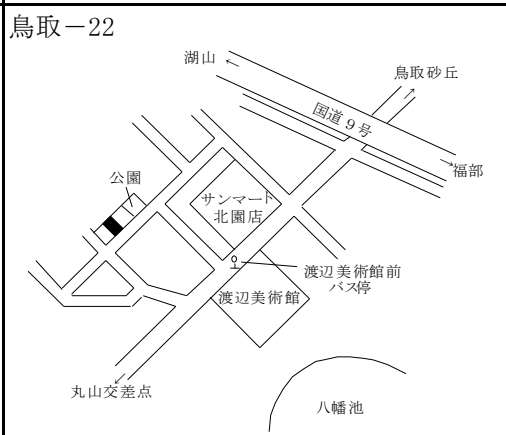 鳥取－22
湖山
鳥取砂丘
国道9号
福部
公園
サンマート
北園店
渡辺美術館前
バス停
渡辺美術館
丸山交差点
八幡池